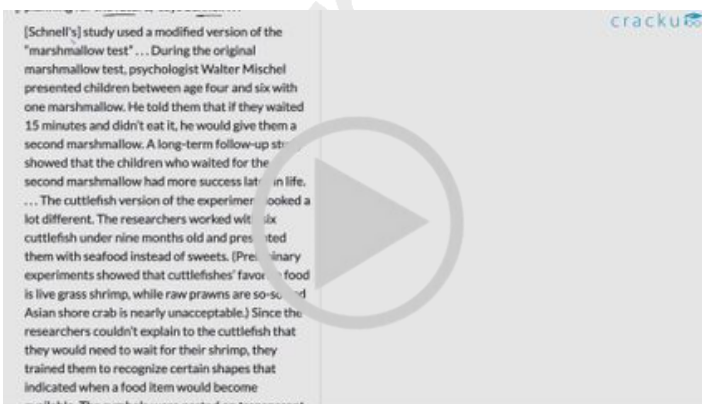 [Schnell's] study used a modified version of the
"marshmallow test" ... During the original
marshmallow test, psychologist Walter Mischel
presented children between age four and six with
one marshmallow. He told them that if they waited
15 minutes and didn't eat it, he would give them a
second marshmallow. A long-term follow-up
showed that the children who waited for the
second marshmallow had more success in life.
... The cuttlefish version of the looked a
lot different. The researchers worked six
cuttlefish under nine months old and
them with seafood instead of sweets.
experiments showed that cuttlefishes' food
is live grass shrimp, while raw prawns are
Asian shore crab is nearly unacceptable.) Since the
researchers couldn't explain to the cuttlefish that
they would need to wait for their shrimp, they
trained them to recognize certain shapes that
indicated when a food item would become
cracku